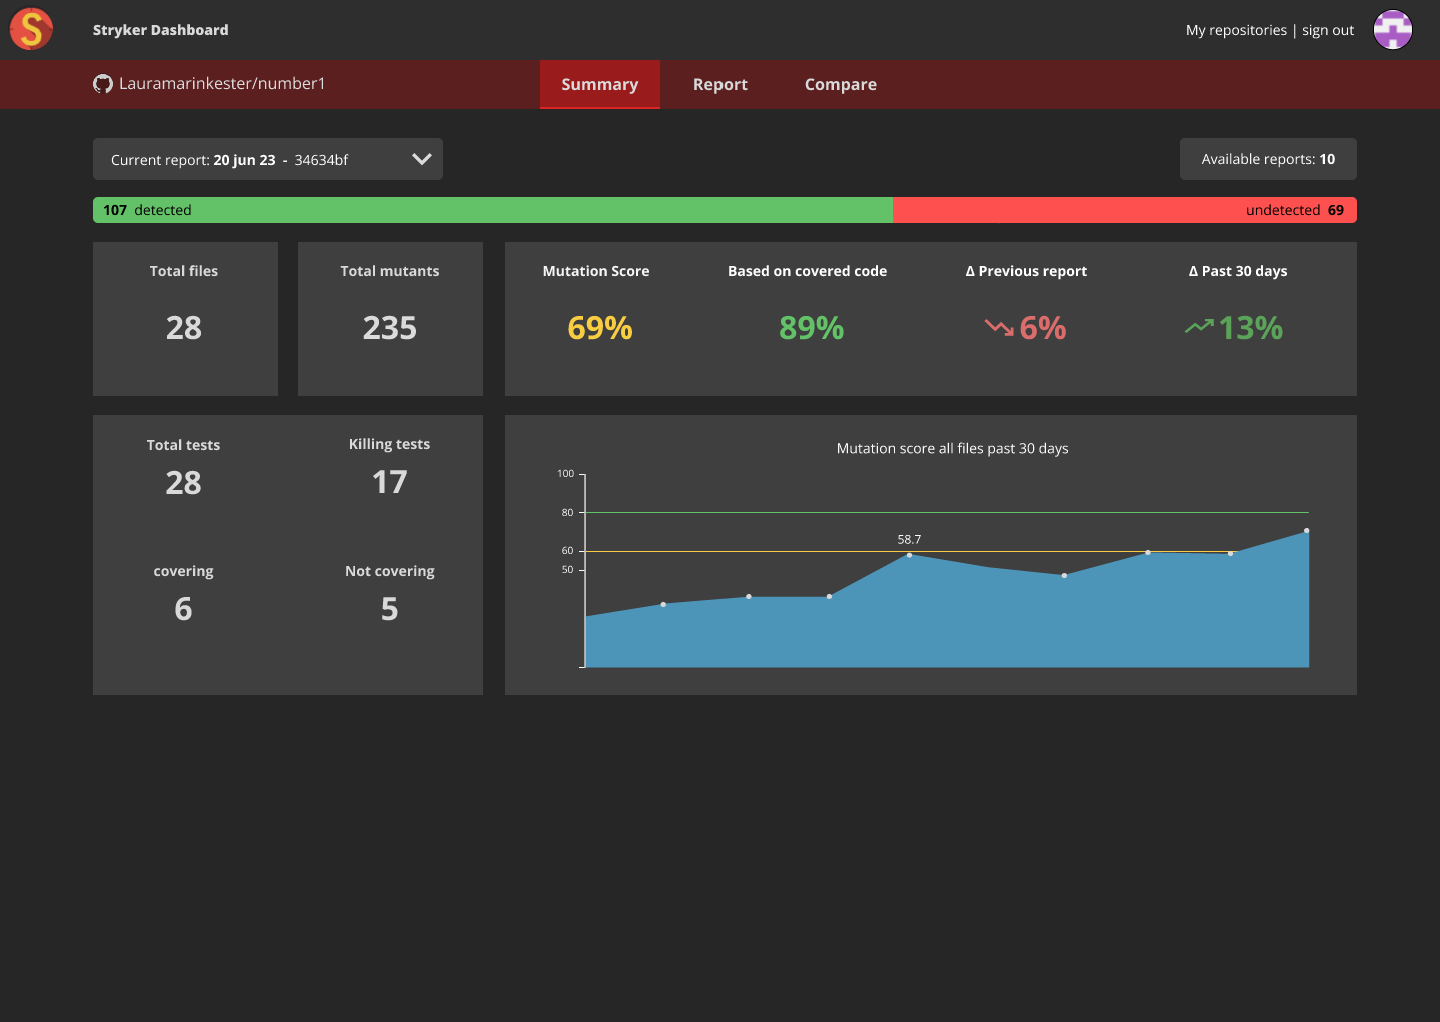 S
Stryker Dashboard
My repositories | sign out
Lauramarinkester/number1
Summary
Report
Compare
Current report: 20 jun 23 - 34634bf
Available reports: 10
107 detected
undetected 69
Total files
28
Total mutants
235
Mutation Score
69%
Based on covered code
89%
Δ Previous report
6%
Δ Past 30 days
13%
Total tests
28
Killing tests
17
covering
6
Not covering
5
Mutation score all files past 30 days
100
80
60
50
58.7